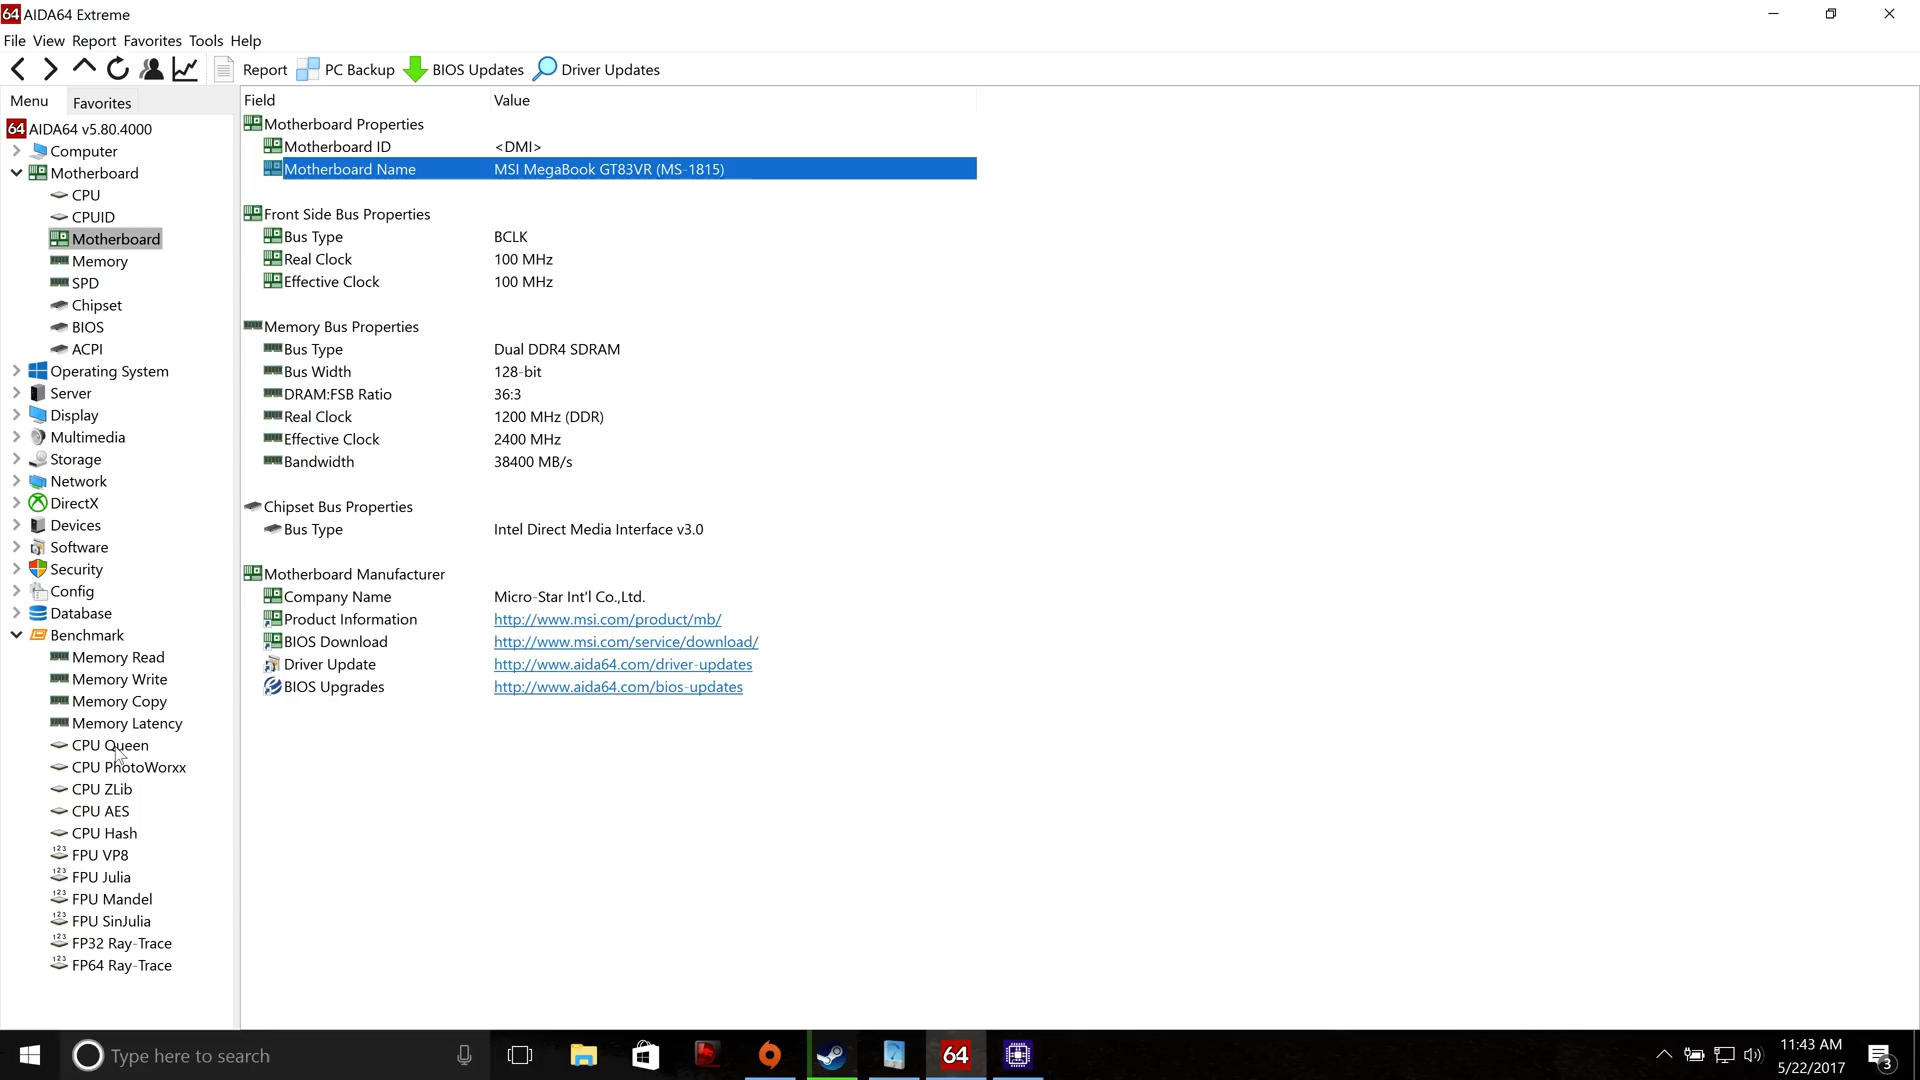 64 AIDA64 Extreme
File View Report Favorites Tools Help
Report PC Backup BIOS Updates Driver Updates
Menu Favorites
64 AIDA64 v5.80.4000
Computer
Motherboard
CPU
CPUID
Motherboard
Memory
SPD
Chipset
BIOS
ACPI
Operating System
Server
Display
Multimedia
Storage
Network
DirectX
Devices
Software
Security
Config
Database
Benchmark
Memory Read
Memory Write
Memory Copy
Memory Latency
CPU Queen
CPU PhotoWorxx
CPU ZLib
CPU AES
CPU Hash
123 FPU VP8
123 FPU Julia
123 FPU Mandel
123 FPU SinJulia
123 FP32 Ray-Trace
123 FP64 Ray-Trace
Field Value
Motherboard Properties
Motherboard ID <DMI>
Motherboard Name MSI MegaBook GT83VR (MS-1815)
Front Side Bus Properties
Bus Type BCLK
Real Clock 100 MHz
Effective Clock 100 MHz
Memory Bus Properties
Bus Type Dual DDR4 SDRAM
Bus Width 128-bit
DRAM:FSB Ratio 36:3
Real Clock 1200 MHz (DDR)
Effective Clock 2400 MHz
Bandwidth 38400 MB/s
Chipset Bus Properties
Bus Type Intel Direct Media Interface v3.0
Motherboard Manufacturer
Company Name Micro-Star Int'l Co.,Ltd.
Product Information http://www.msi.com/product/mb/
BIOS Download http://www.msi.com/service/download/
Driver Update http://www.aida64.com/driver-updates
BIOS Upgrades http://www.aida64.com/bios-updates
Type here to search
64
11:43 AM
5/22/2017
3